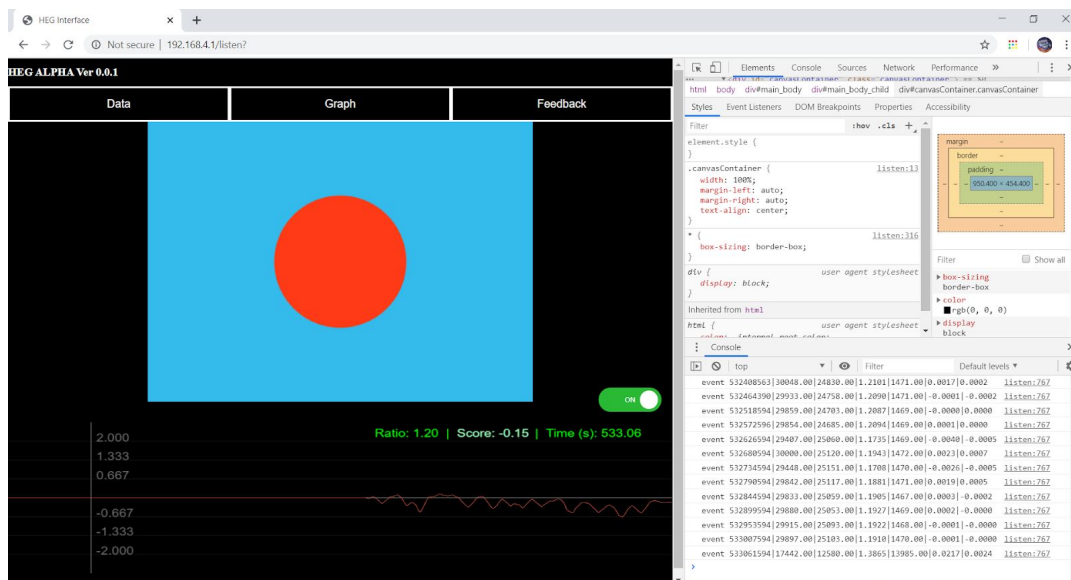 HEG Interface
Not secure | 192.168.4.1/listen?
HEG ALPHA Ver 0.0.1
Data Graph Feedback
ON
Ratio: 1.20 | Score: -0.15 | Time (s): 533.06
2.000
1.333
0.667
-0.667
-1.333
-2.000
Elements Console Sources Network Performance »
html body div#main_body div#main_body_child div#canvasContainer.canvasContainer
Styles Event Listeners DOM Breakpoints Properties Accessibility
Filter :hov .cls +
element.style {
}
.canvasContainer { listen:13
width: 100%;
margin-left: auto;
margin-right: auto;
text-align: center;
}
* { listen:316
box-sizing: border-box;
}
div { user agent stylesheet
display: block;
}
Inherited from html
html { user agent stylesheet
margin -
border -
padding -
950.400 × 454.400
Filter Show all
box-sizing
border-box
color
rgb(0, 0, 0)
display
block
Console
top Filter Default levels ▼
event 532408563|30048.00|24830.00|1.2101|1471.00|0.0017|0.0002 listen:767
event 532464390|29933.00|24758.00|1.2090|1471.00|-0.0001|-0.0002 listen:767
event 532518594|29859.00|24703.00|1.2087|1469.00|-0.0000|0.0000 listen:767
event 532572596|29854.00|24685.00|1.2094|1469.00|0.0001|0.0000 listen:767
event 532626594|29407.00|25060.00|1.1735|1469.00|-0.0040|-0.0005 listen:767
event 532680594|30000.00|25120.00|1.1943|1472.00|0.0023|0.0007 listen:767
event 532734594|29448.00|25151.00|1.1708|1470.00|-0.0026|-0.0005 listen:767
event 532790594|29842.00|25117.00|1.1881|1471.00|0.0019|0.0005 listen:767
event 532844594|29833.00|25059.00|1.1905|1467.00|0.0003|-0.0002 listen:767
event 532899594|29880.00|25053.00|1.1927|1469.00|0.0002|-0.0000 listen:767
event 532953594|29915.00|25093.00|1.1922|1468.00|-0.0001|-0.0000 listen:767
event 533007594|29897.00|25103.00|1.1910|1470.00|-0.0001|-0.0000 listen:767
event 533061594|17442.00|12580.00|1.3865|13985.00|0.0217|0.0024 listen:767